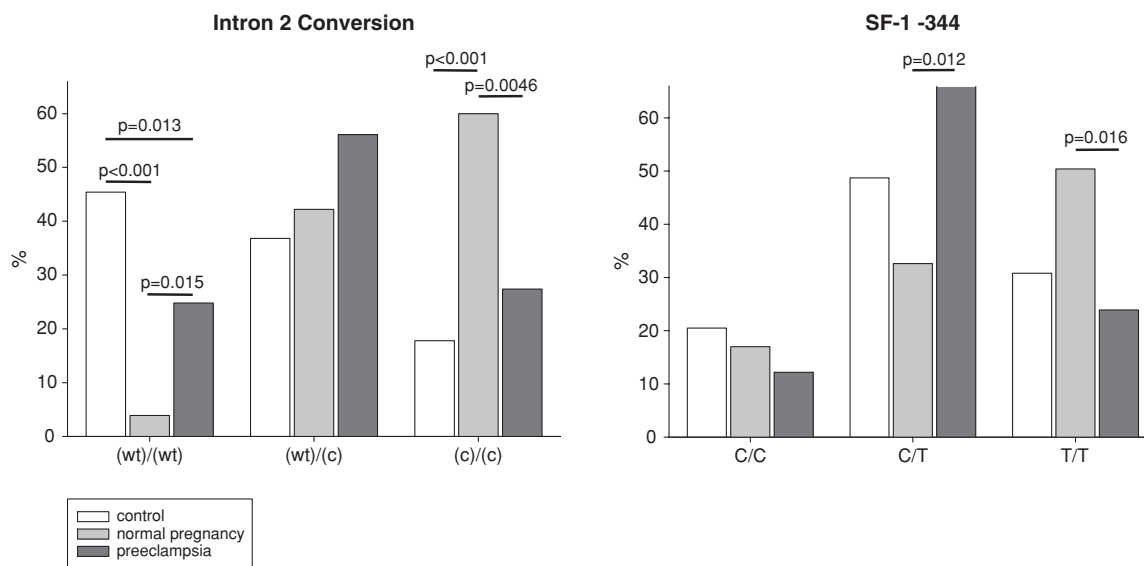 Intron 2 Conversion
p<0.001
p=0.0046
p=0.013
p<0.001
p=0.015
%
60
50
40
30
20
10
0
(wt)/(wt)
(wt)/(c)
(c)/(c)
control
normal pregnancy
preeclampsia
SF-1 -344
p=0.012
p=0.016
%
60
50
40
30
20
10
0
C/C
C/T
T/T